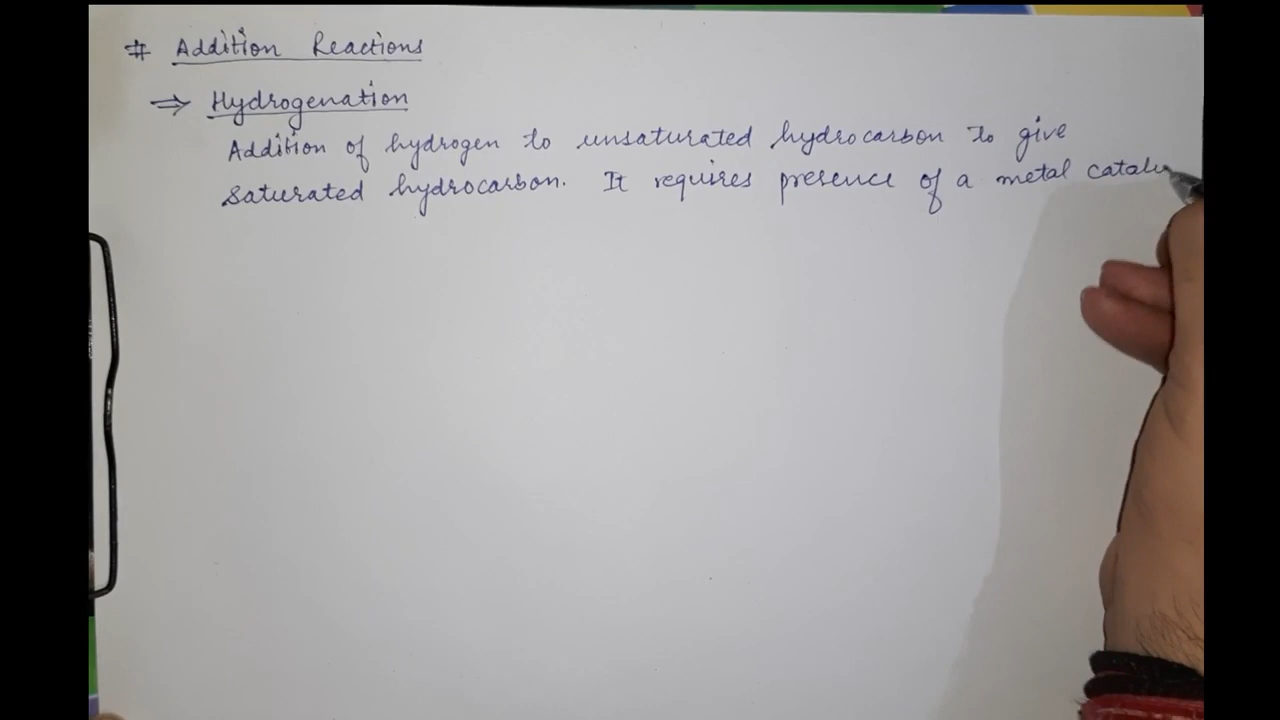 # Addition Reactions
⇒ Hydrogenation
Addition of hydrogen to unsaturated hydrocarbon to give
saturated hydrocarbon. It requires presence of a metal